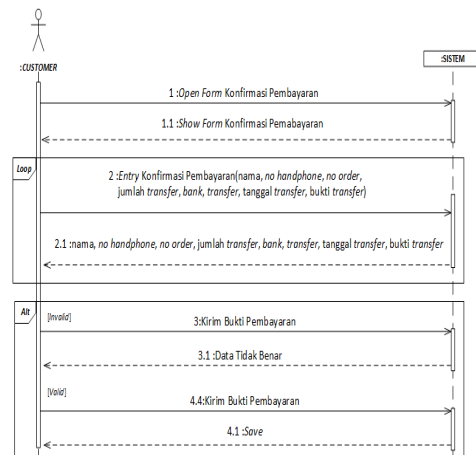 :CUSTOMER
:SISTEM
1 :Open Form Konfirmasi Pembayaran
1.1 :Show Form Konfirmasi Pemabayaran
Loop
2 :Entry Konfirmasi Pembayaran(nama, no handphone, no order,
jumlah transfer, bank, transfer, tanggal transfer, bukti transfer)
2.1 :nama, no handphone, no order, jumlah transfer, bank, transfer, tanggal transfer, bukti transfer
Alt
[Invalid]
3:Kirim Bukti Pembayaran
3.1 :Data Tidak Benar
[Valid]
4.4:Kirim Bukti Pembayaran
4.1 :Save